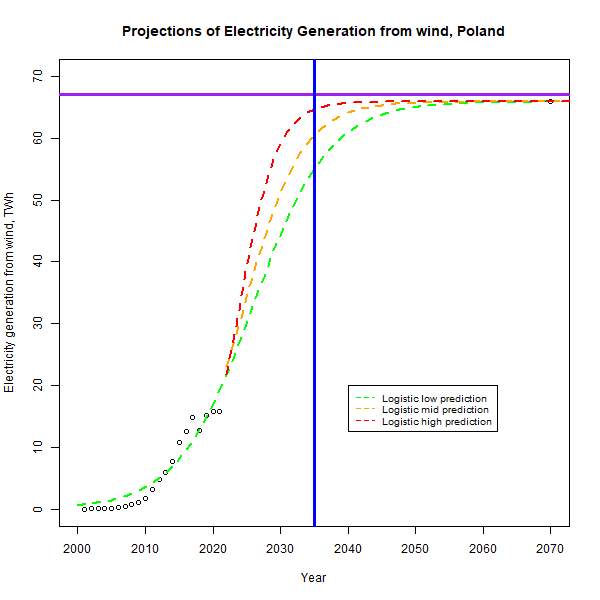 Projections of Electricity Generation from wind, Poland
Electricity generation from wind, TWh
70
60
50
40
30
20
10
0
Logistic low prediction
Logistic mid prediction
Logistic high prediction
2000 2010 2020 2030 2040 2050 2060 2070
Year